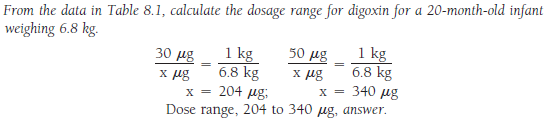 From the data in Table 8.1, calculate the dosage range for digoxin for a 20-month-old infant
weighing 6.8 kg.
30 µg / x µg = 1 kg / 6.8 kg    50 µg / x µg = 1 kg / 6.8 kg
x = 204 µg;    x = 340 µg
Dose range, 204 to 340 µg, answer.